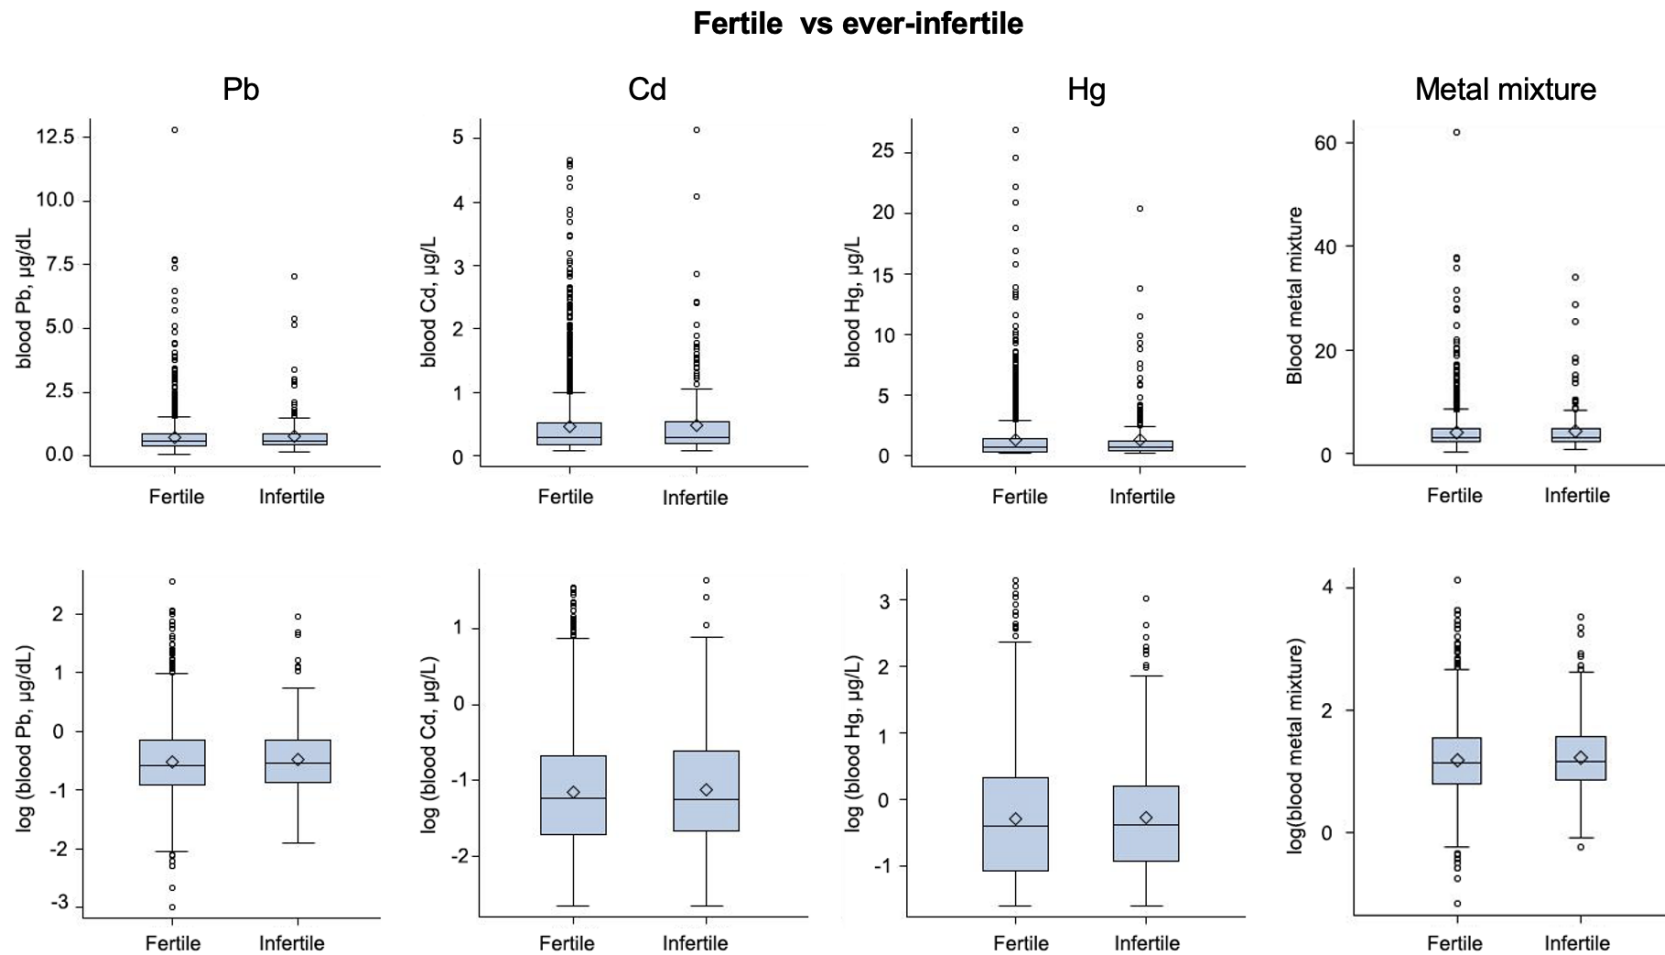 Fertile vs ever-infertile
Pb
Cd
Hg
Metal mixture
blood Pb, µg/dL
12.5
10.0
7.5
5.0
2.5
0.0
Fertile Infertile
blood Cd, µg/L
5
4
3
2
1
0
Fertile Infertile
blood Hg, µg/L
25
20
15
10
5
0
Fertile Infertile
Blood metal mixture
60
40
20
0
Fertile Infertile
log (blood Pb, µg/dL)
2
1
0
-1
-2
-3
Fertile Infertile
log (blood Cd, µg/L)
1
0
-1
-2
Fertile Infertile
log (blood Hg, µg/L)
3
2
1
0
-1
Fertile Infertile
log(blood metal mixture)
4
2
0
Fertile Infertile